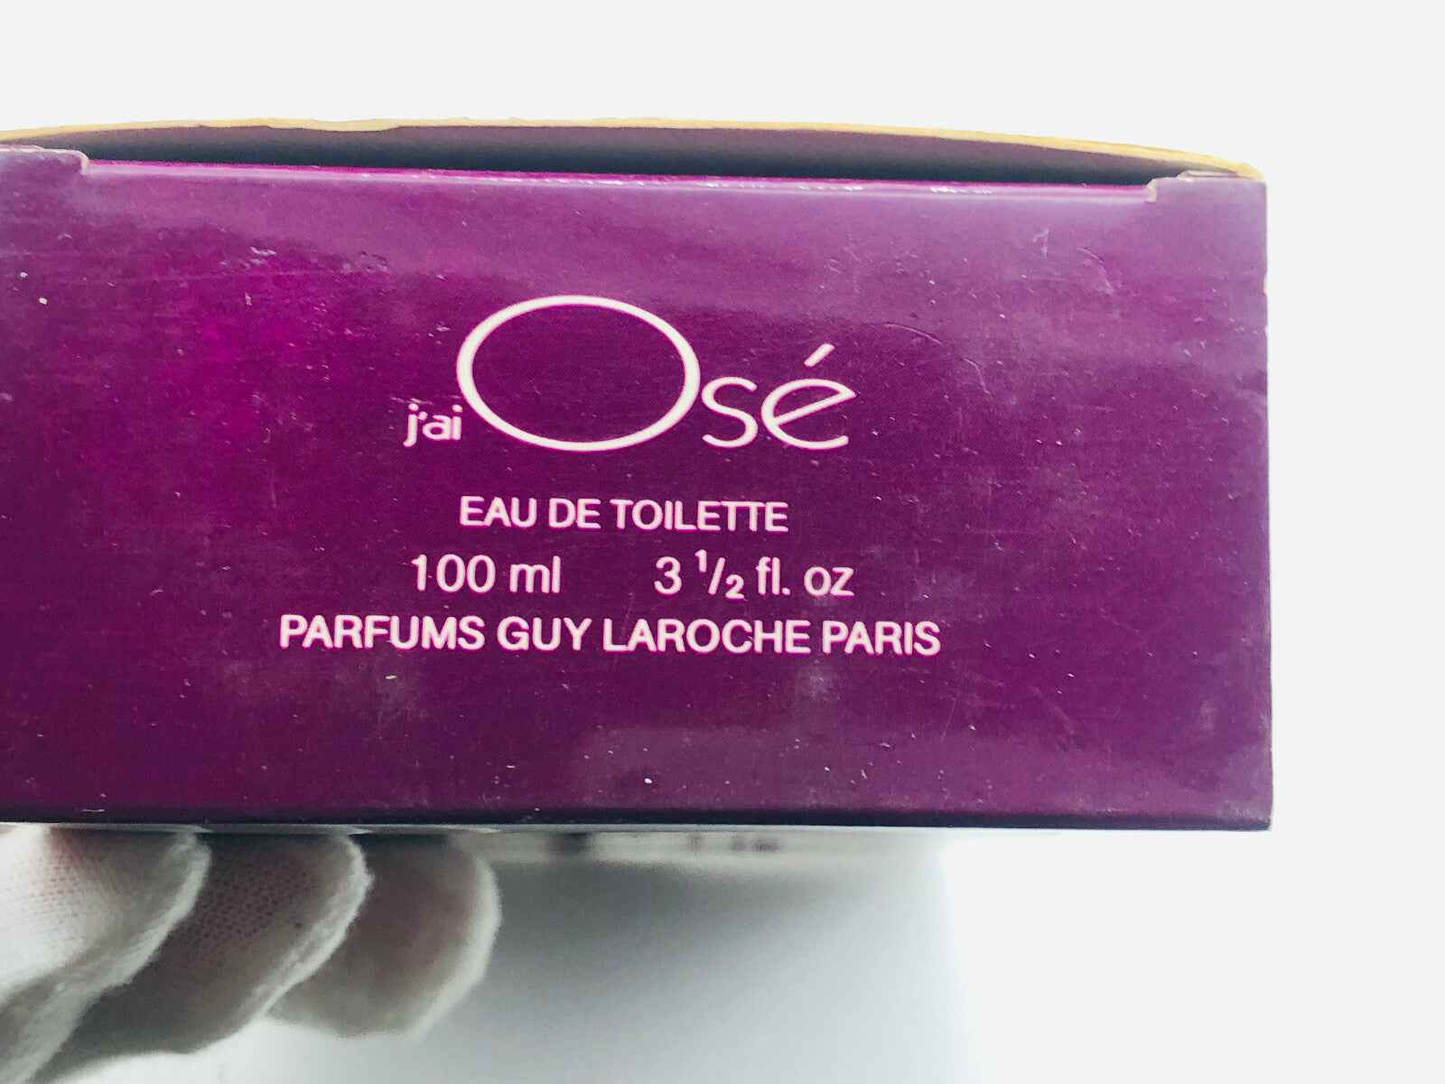 j'ai Osé
EAU DE TOILETTE
100 ml 3 1/2 fl. oz
PARFUMS GUY LAROCHE PARIS